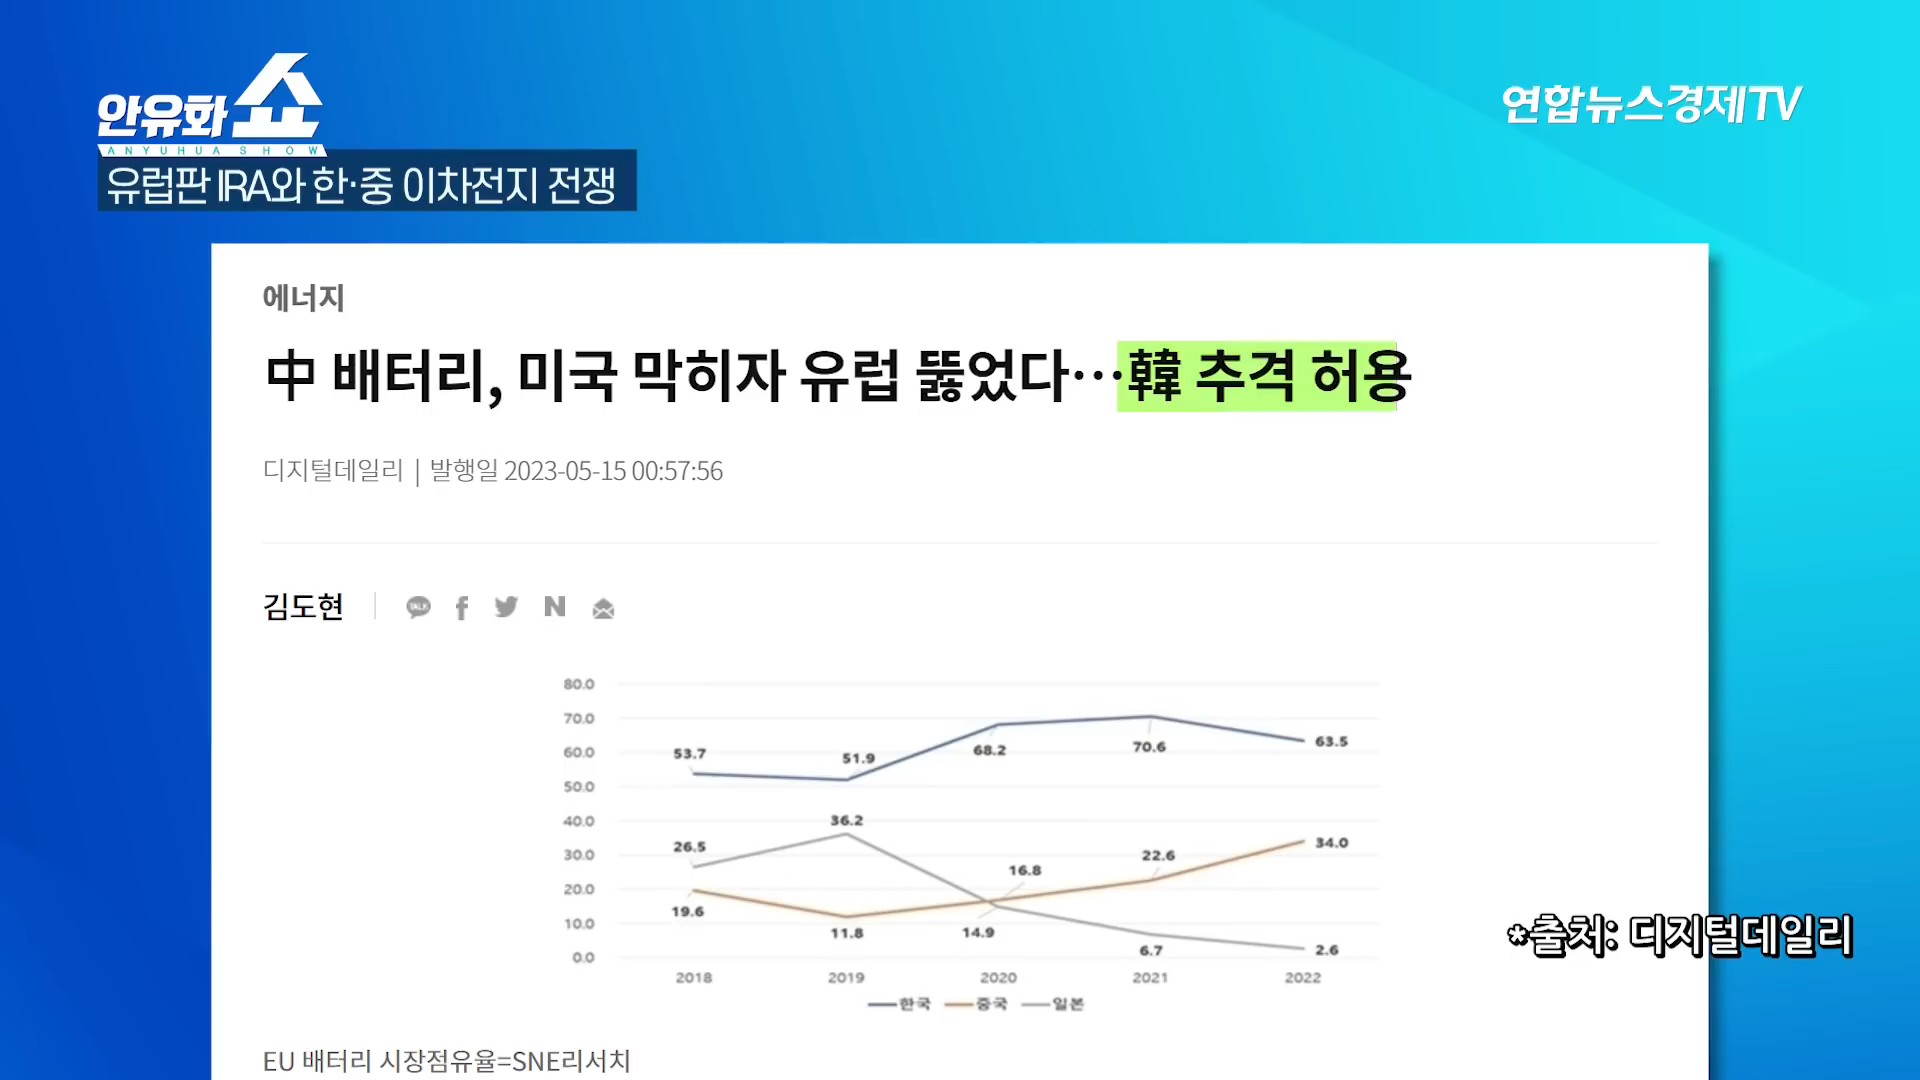 안유화쇼
ANYUHUA SHOW
연합뉴스경제TV
유럽판 IRA와 한·중 이차전지 전쟁
에너지
中 배터리, 미국 막히자 유럽 뚫었다…韓 추격 허용
디지털데일리 | 발행일 2023-05-15 00:57:56
김도현
TALK f N
80.0
70.0
60.0
50.0
40.0
30.0
20.0
10.0
0.0
53.7 51.9 68.2 70.6 63.5
26.5 36.2 14.9 6.7 2.6
19.6 11.8 16.8 22.6 34.0
2018 2019 2020 2021 2022
한국 중국 일본
*출처: 디지털데일리
EU 배터리 시장점유율=SNE리서치